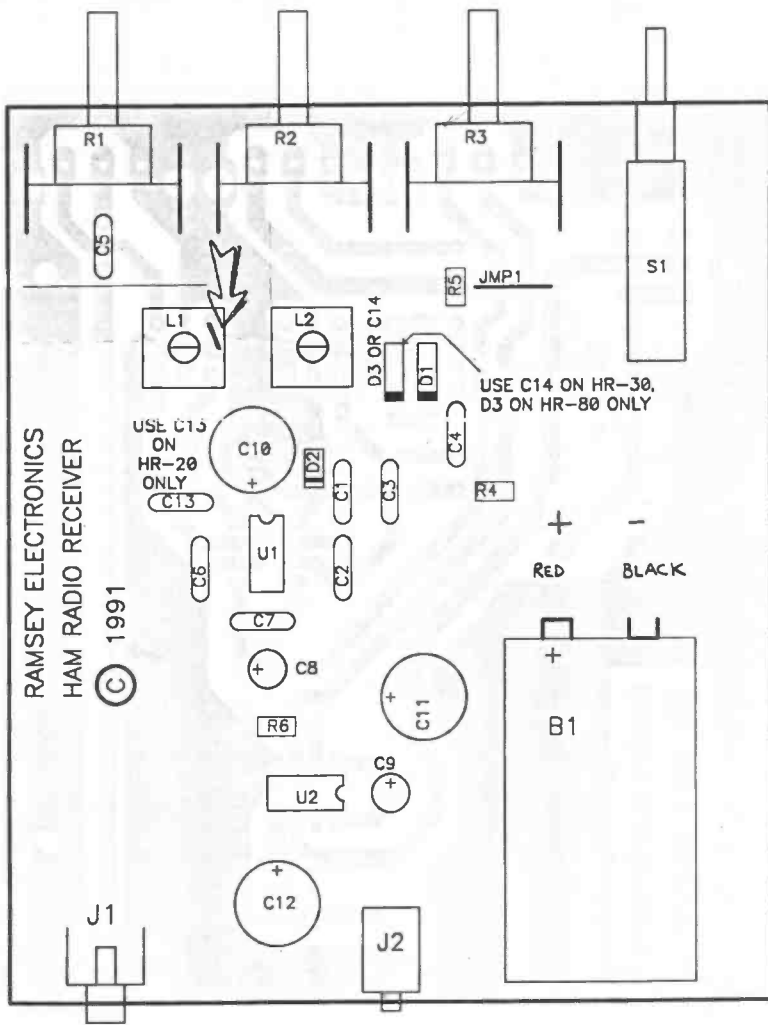 R1
R2
R3
S1
C5
R5
JMP1
L1
L2
D3 OR C14
D1
USE C14 ON HR-30,
D3 ON HR-80 ONLY
USE C13
ON
HR-20
ONLY
C13
C10
+
D2
C1
C3
C4
R4
U1
C6
C2
+
-
RED
BLACK
C7
+
C8
+
C11
+
B1
R6
C9
+
U2
+
C12
J1
J2
RAMSEY ELECTRONICS
HAM RADIO RECEIVER
© 1991